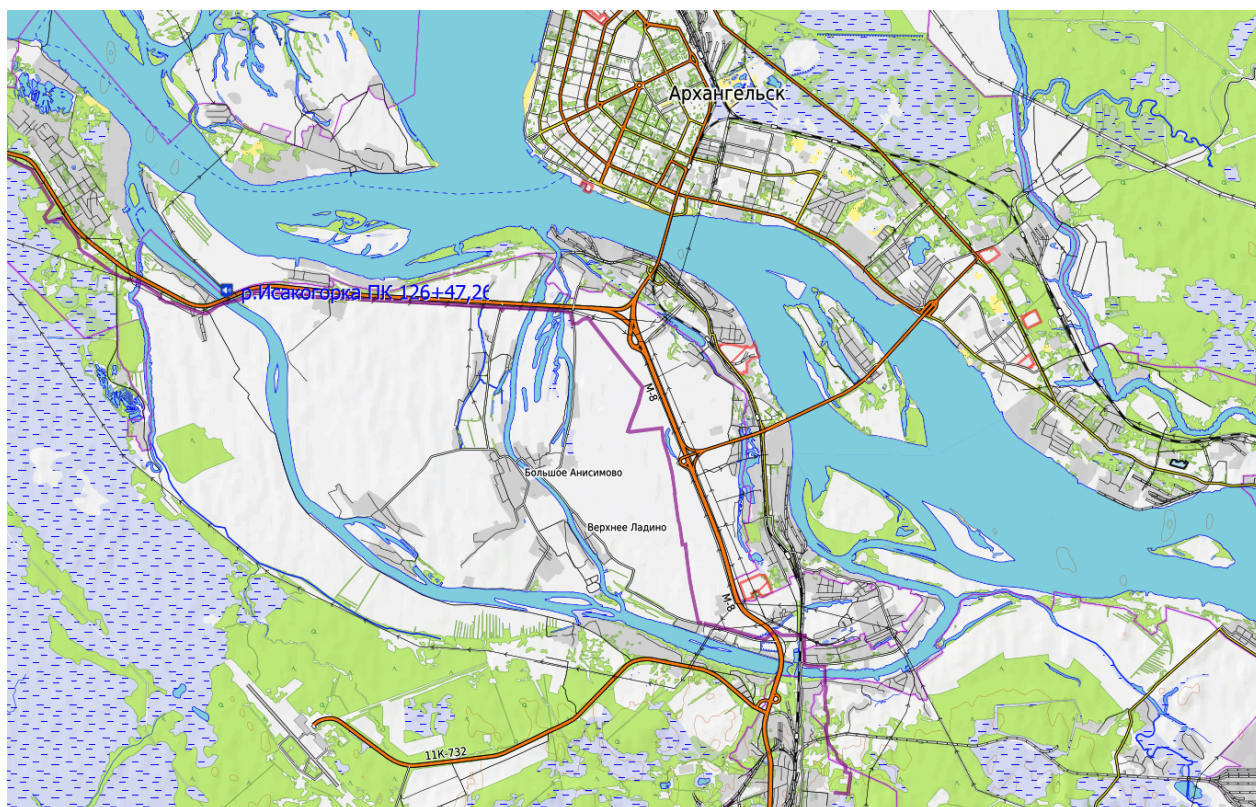 Архангельск
р.Исакогорка ПК 126+47,26
М-8
Большое Анисимово
Верхнее Ладино
М-8
11К-732